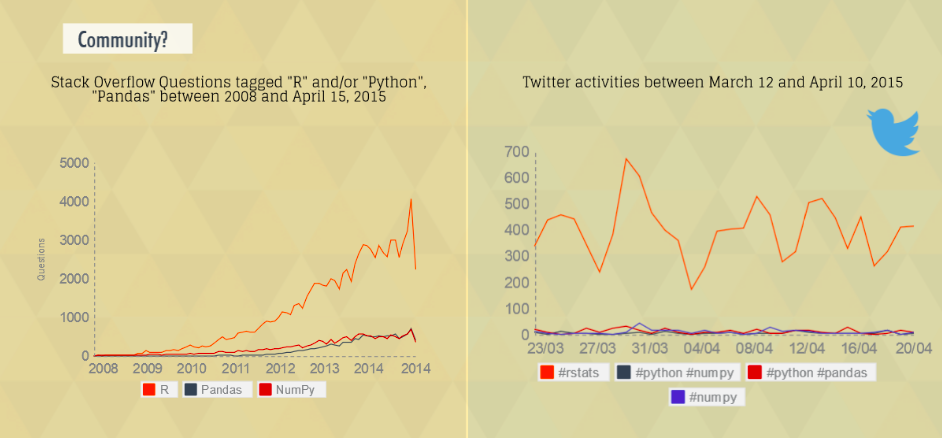 Community?
Stack Overflow Questions tagged "R" and/or "Python",
"Pandas" between 2008 and April 15, 2015
5000
4000
3000
2000
1000
0
Questions
2008 2009 2010 2011 2012 2013 2014 2014
R Pandas NumPy
Twitter activities between March 12 and April 10, 2015
700
600
500
400
300
200
100
0
23/03 27/03 31/03 04/04 08/04 12/04 16/04 20/04
#rstats #python #numpy #python #pandas
#numpy